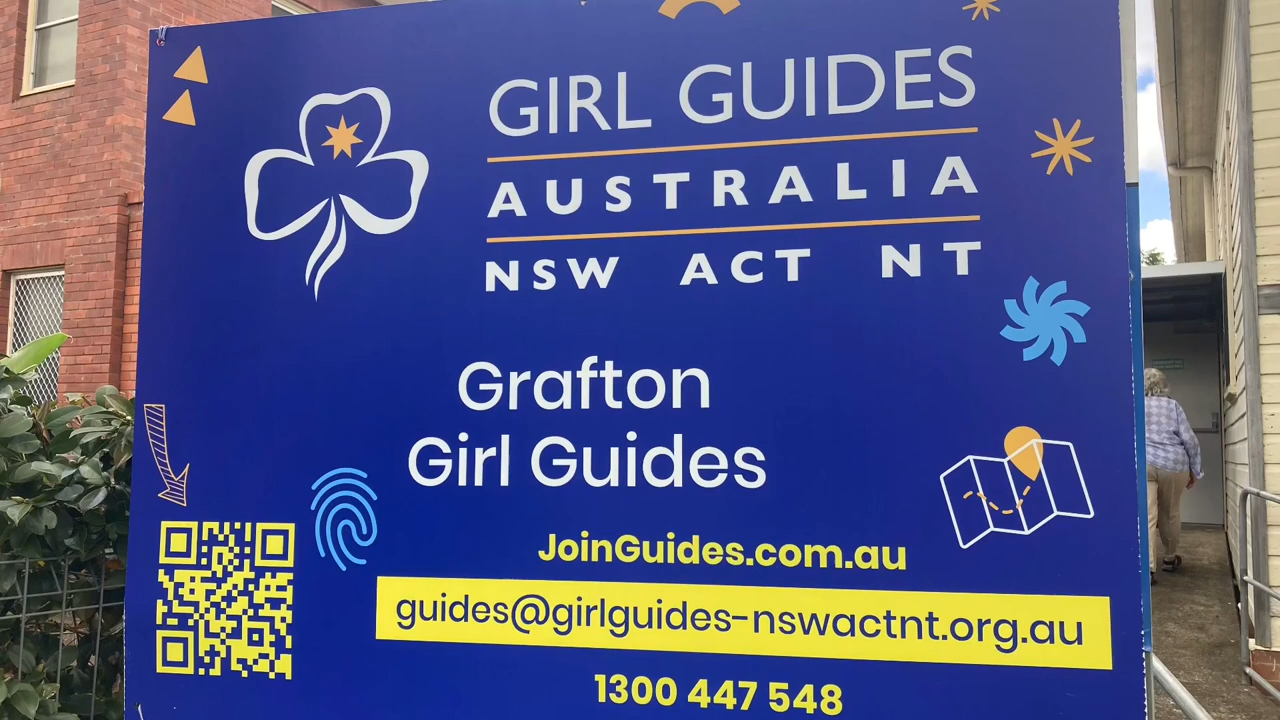 GIRL GUIDES
AUSTRALIA
NSW ACT NT
Grafton
Girl Guides
JoinGuides.com.au
guides@girlguides-nswactnt.org.au
1300 447 548